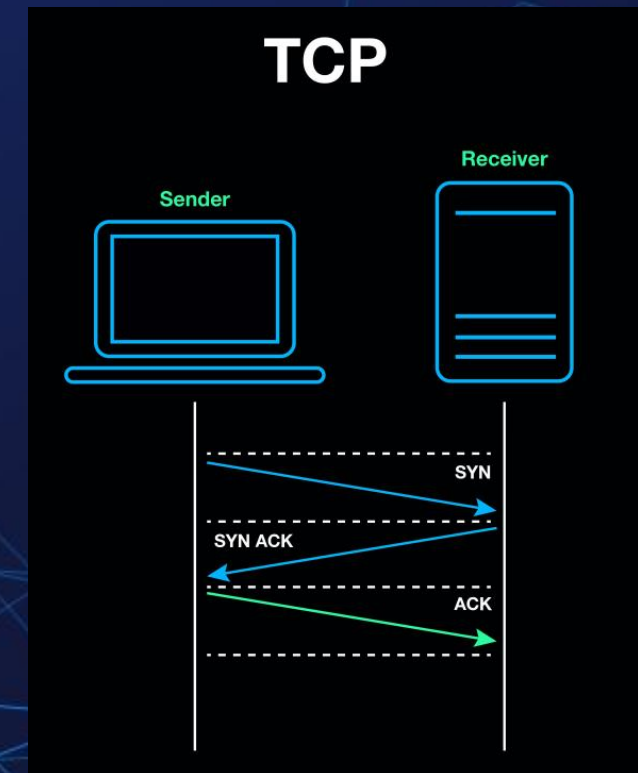 TCP
Receiver
Sender
SYN
SYN ACK
ACK